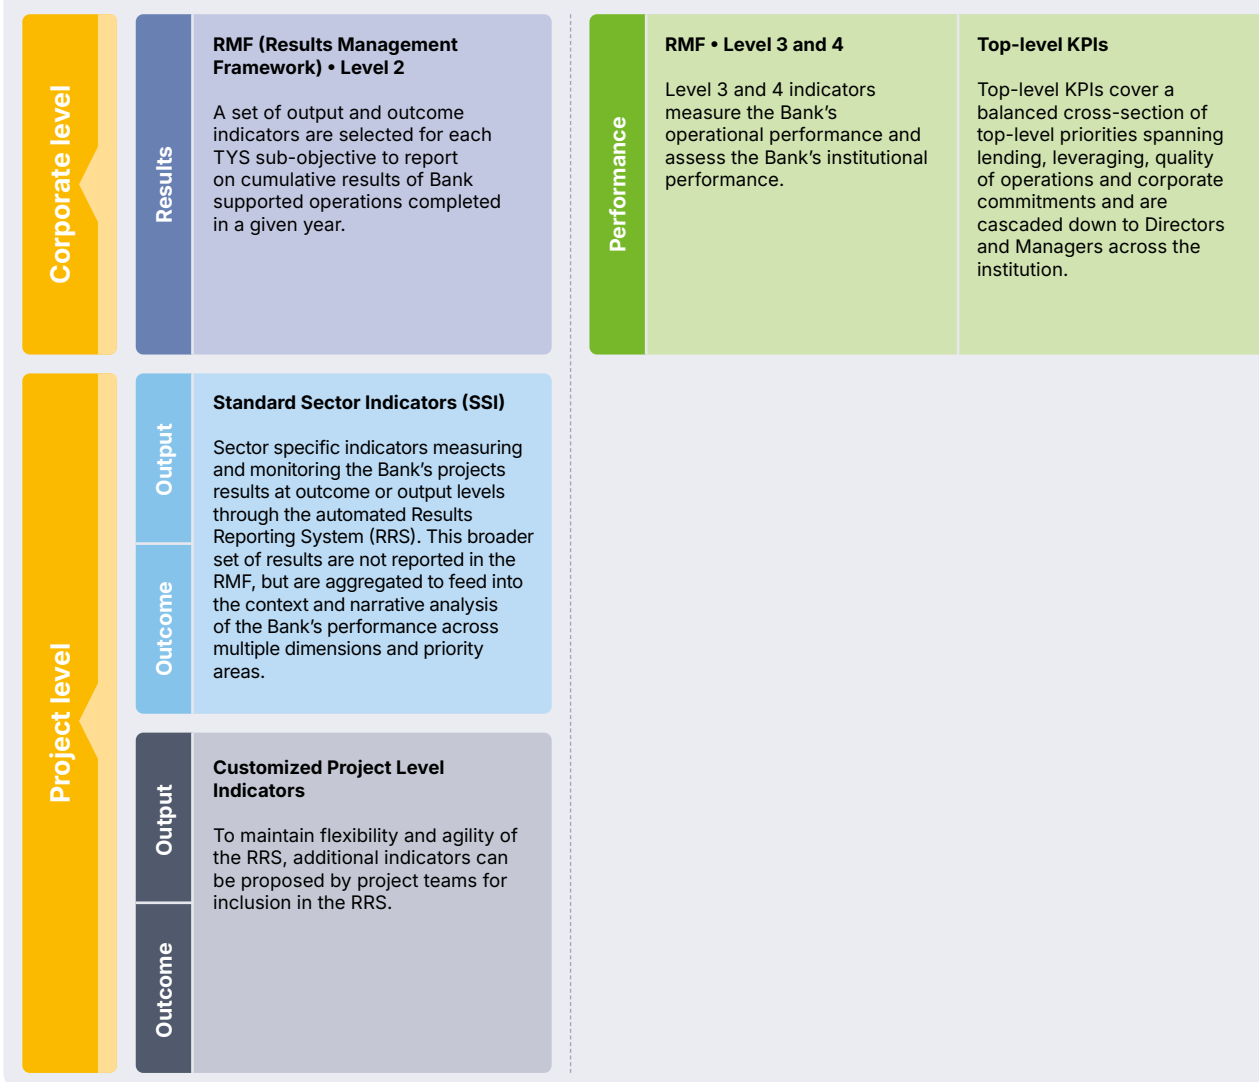 Corporate level
Results
RMF (Results Management
Framework) • Level 2
A set of output and outcome
indicators are selected for each
TYS sub-objective to report
on cumulative results of Bank
supported operations completed
in a given year.
Performance
RMF • Level 3 and 4
Level 3 and 4 indicators
measure the Bank’s
operational performance and
assess the Bank’s institutional
performance.
Top-level KPIs
Top-level KPIs cover a
balanced cross-section of
top-level priorities spanning
lending, leveraging, quality
of operations and corporate
commitments and are
cascaded down to Directors
and Managers across the
institution.
Project level
Output
Outcome
Standard Sector Indicators (SSI)
Sector specific indicators measuring
and monitoring the Bank’s projects
results at outcome or output levels
through the automated Results
Reporting System (RRS). This broader
set of results are not reported in the
RMF, but are aggregated to feed into
the context and narrative analysis
of the Bank’s performance across
multiple dimensions and priority
areas.
Output
Outcome
Customized Project Level
Indicators
To maintain flexibility and agility of
the RRS, additional indicators can
be proposed by project teams for
inclusion in the RRS.